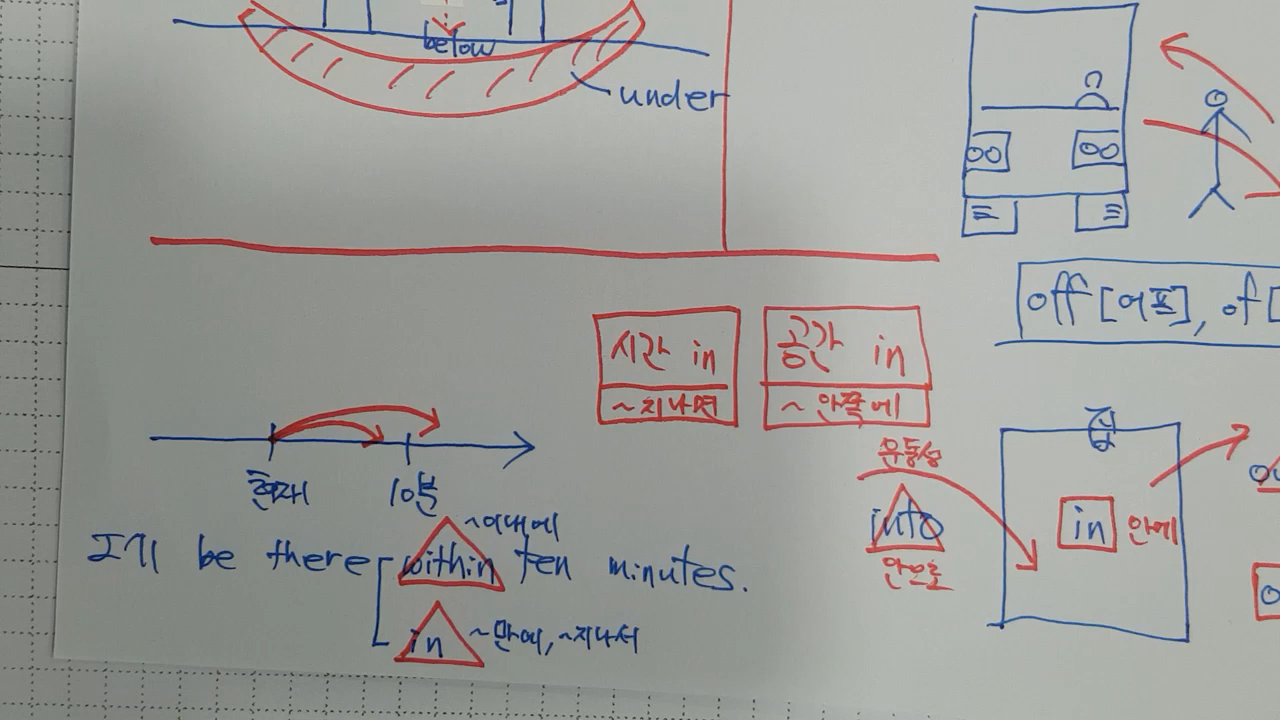 below
under
off [어프], of [
시간 in
~지나면
공간 in
~ 안쪽에
현재
10분
~이내에
I'll be there within ten minutes.
in
~만에, ~지나서
운동성
into
안으로
집
in 안에